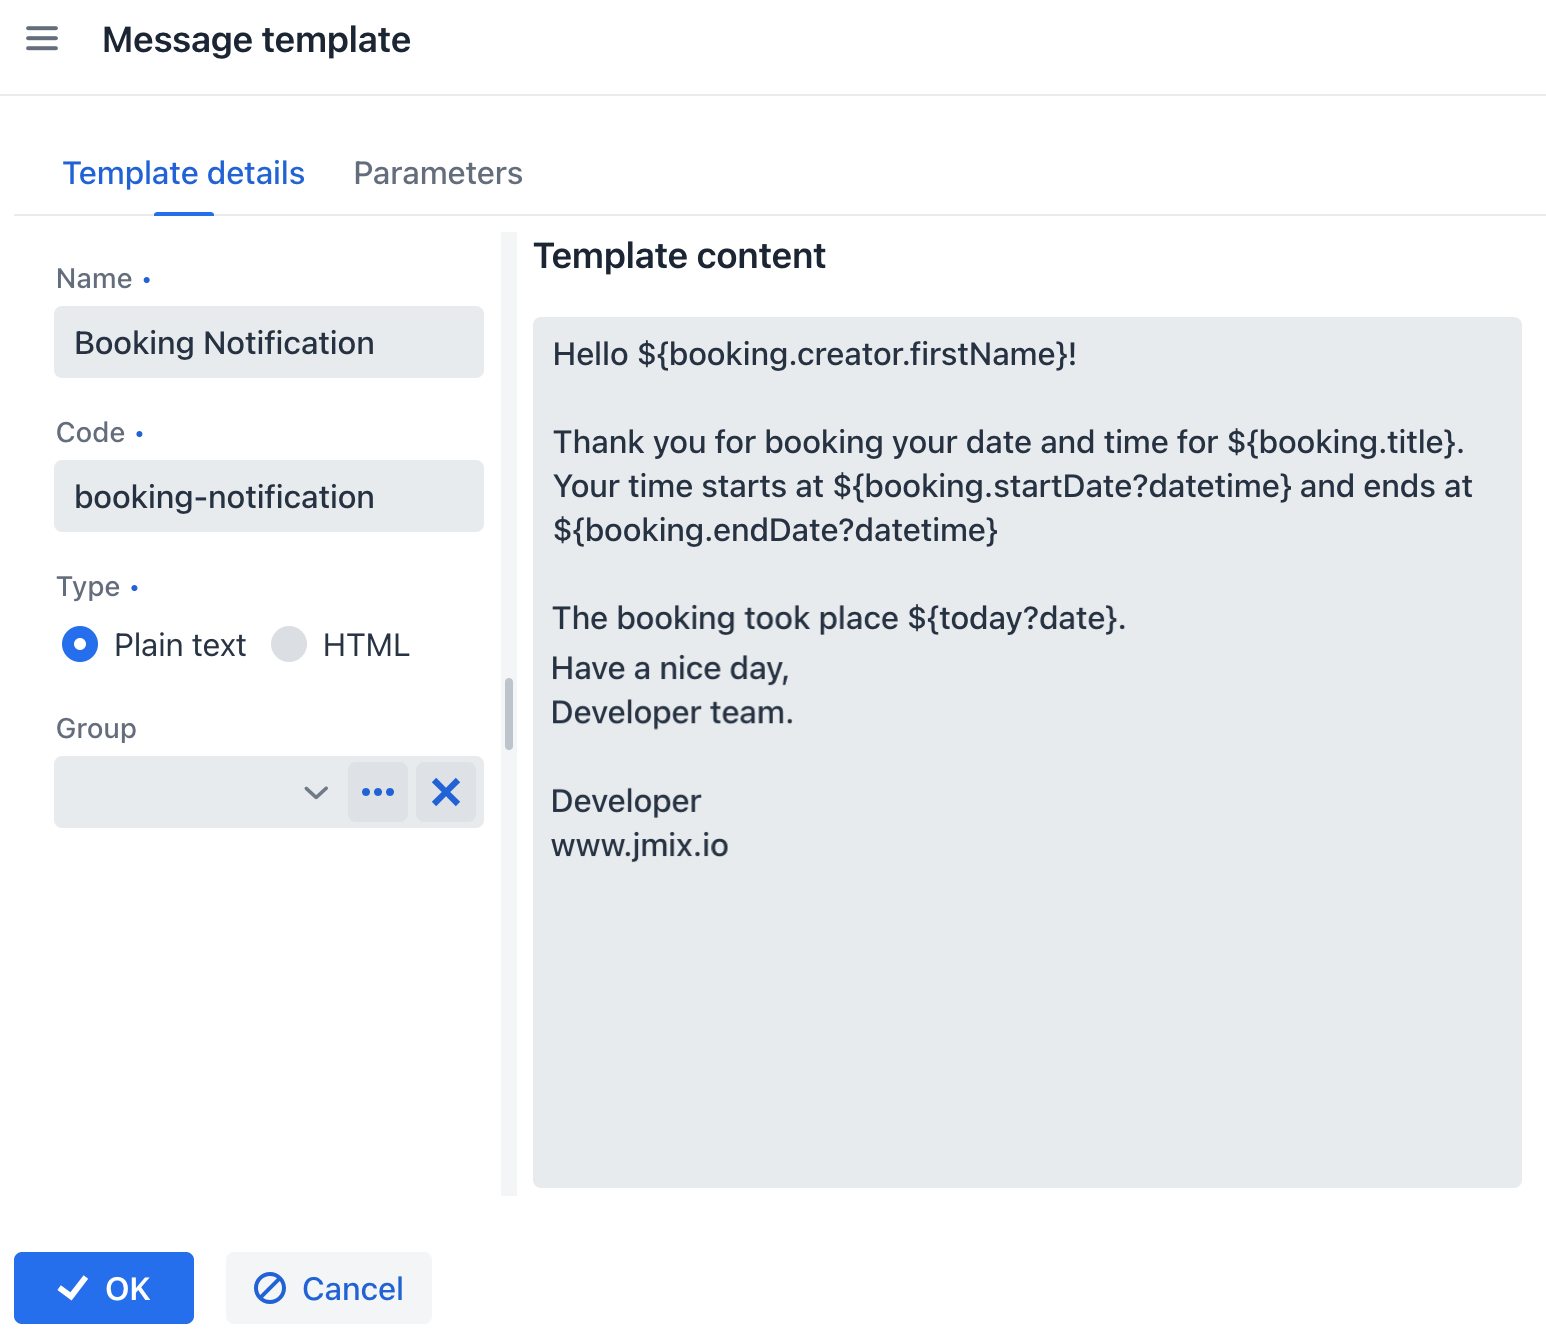 Message template
Template details
Parameters
Name •
Booking Notification
Code •
booking-notification
Type •
Plain text
HTML
Group
Template content
Hello ${booking.creator.firstName}!
Thank you for booking your date and time for ${booking.title}.
Your time starts at ${booking.startDate?datetime} and ends at
${booking.endDate?datetime}
The booking took place ${today?date}.
Have a nice day,
Developer team.
Developer
www.jmix.io
OK
Cancel